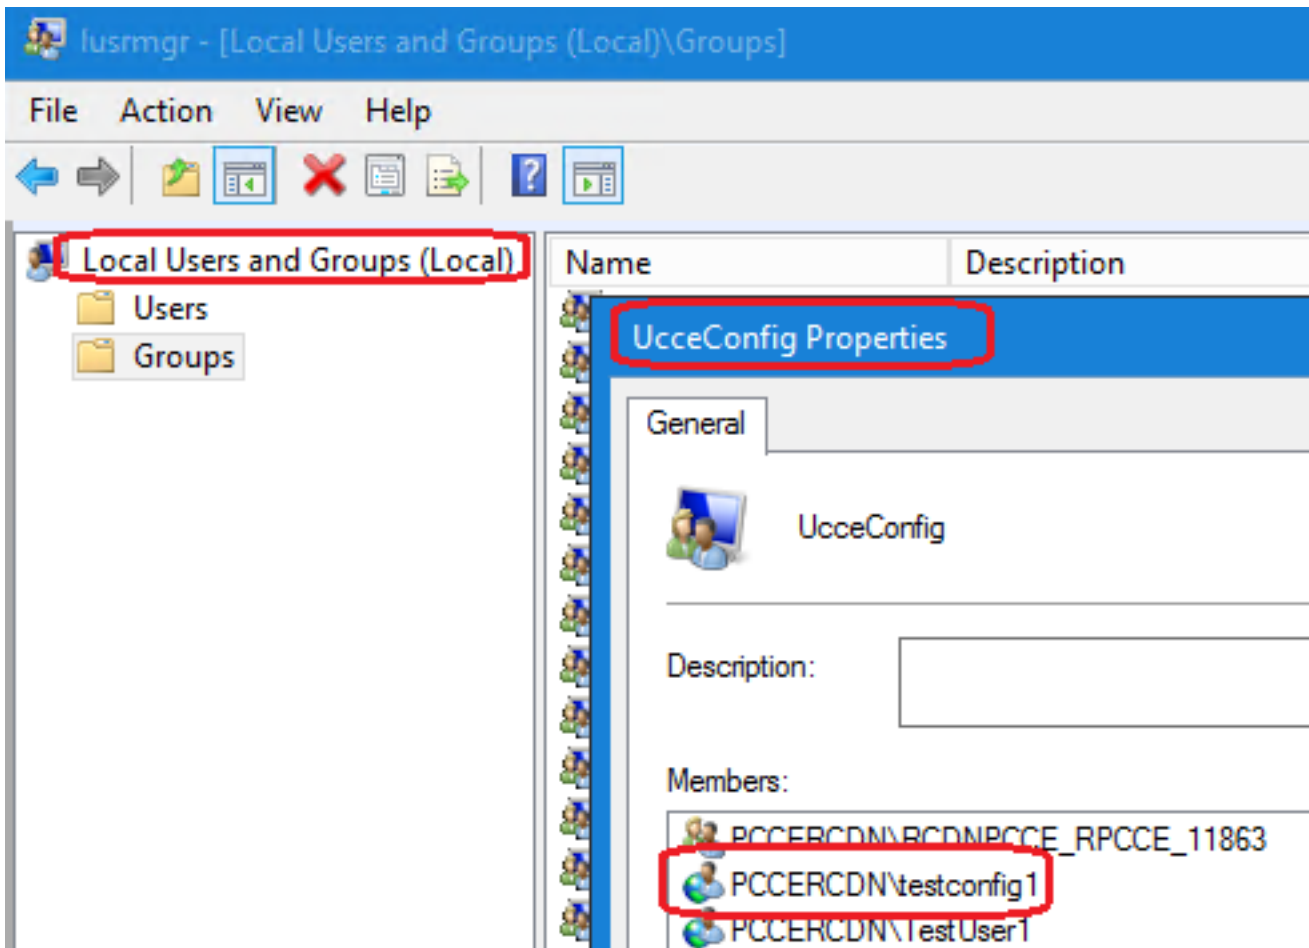 lusrmgr - [Local Users and Groups (Local)\Groups]
File Action View Help
Local Users and Groups (Local)
Users
Groups
Name Description
UcceConfig Properties
General
UcceConfig
Description:
Members:
PCCERCDN\RCDNPCCE_RPCCE_11863
PCCERCDN\testconfig1
PCCERCDN\TestUser1